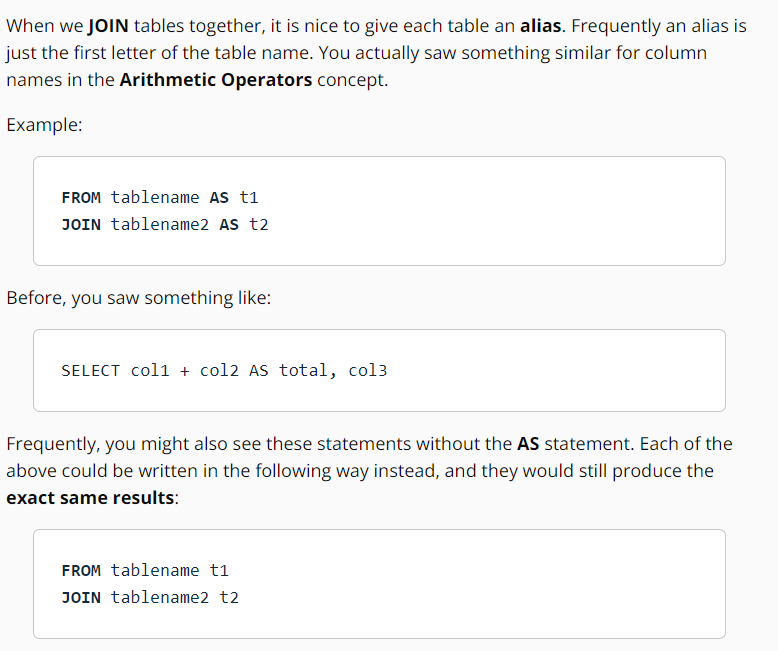 When we JOIN tables together, it is nice to give each table an alias. Frequently an alias is
just the first letter of the table name. You actually saw something similar for column
names in the Arithmetic Operators concept.
Example:
FROM tablename AS t1
JOIN tablename2 AS t2
Before, you saw something like:
SELECT col1 + col2 AS total, col3
Frequently, you might also see these statements without the AS statement. Each of the
above could be written in the following way instead, and they would still produce the
exact same results:
FROM tablename t1
JOIN tablename2 t2